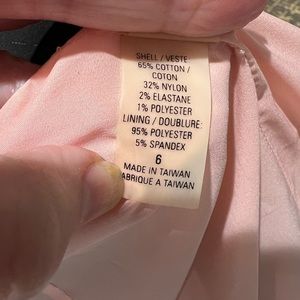 SHELL / VESTE:
65% COTTON /
COTON
32% NYLON
2% ELASTANE
1% POLYESTER
LINING / DOUBLURE:
95% POLYESTER
5% SPANDEX
6
MADE IN TAIWAN
FABRIQUE A TAIWAN